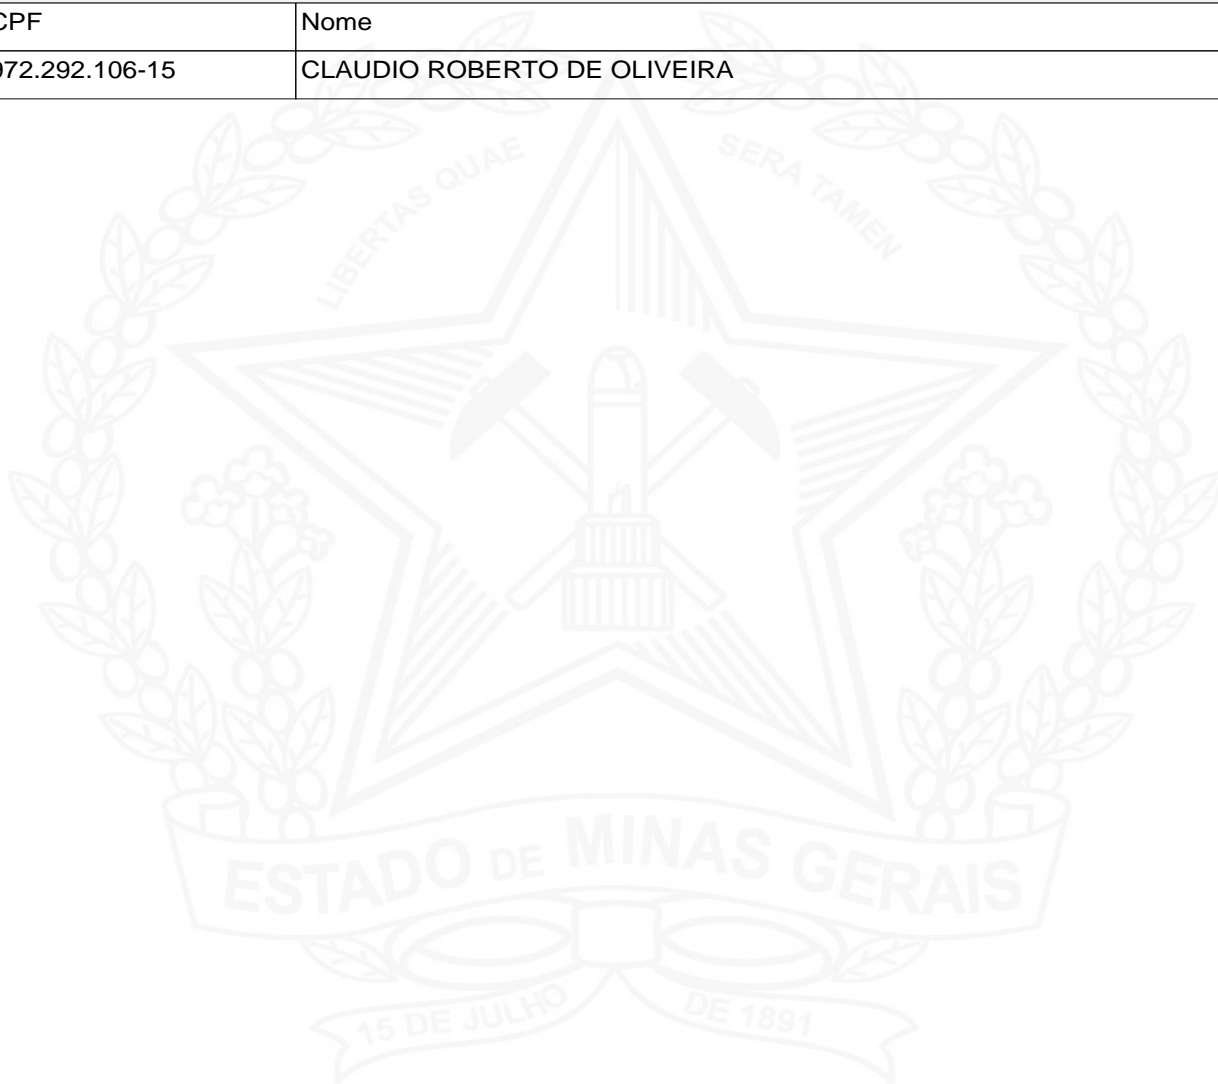 CPF Nome
972.292.106-15 CLAUDIO ROBERTO DE OLIVEIRA
LIBERTAS QUAE SERA TAMEN
ESTADO DE MINAS GERAIS
15 DE JULHO DE 1891